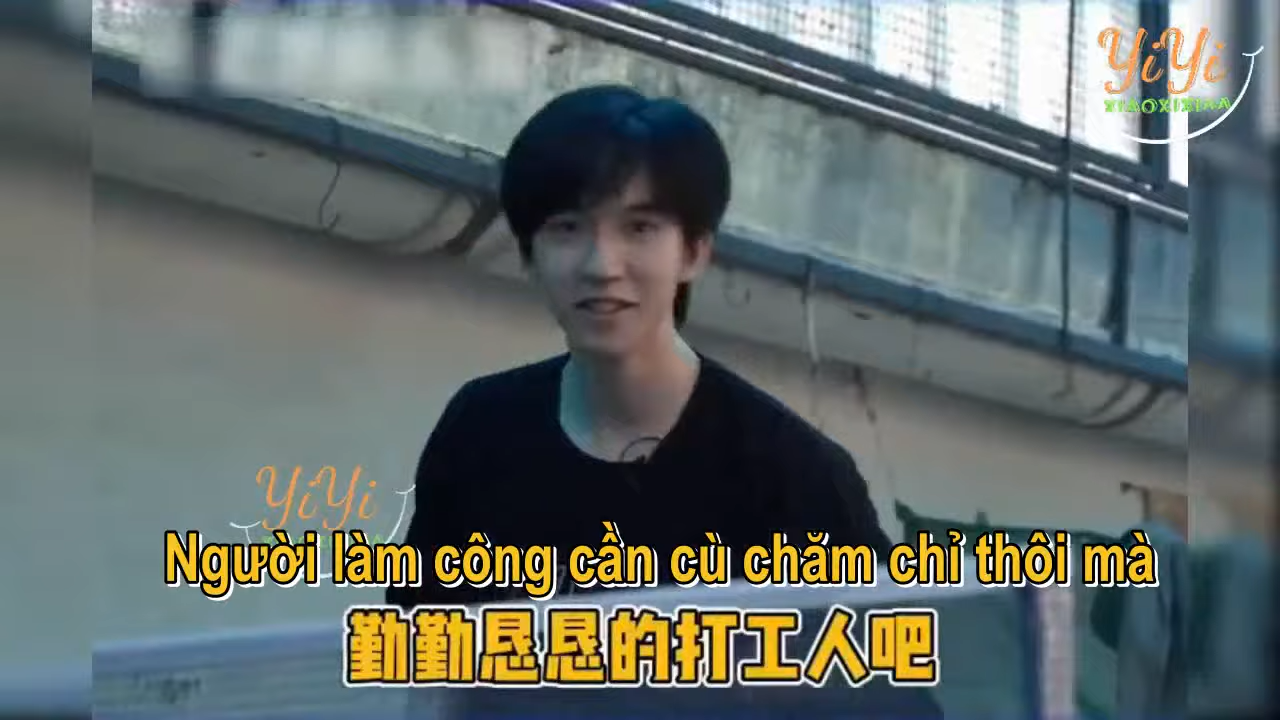 YiYi
XIAOXIXIAN
YiYi
Người làm công cần cù chăm chỉ thôi mà
勤勤恳恳的打工人吧